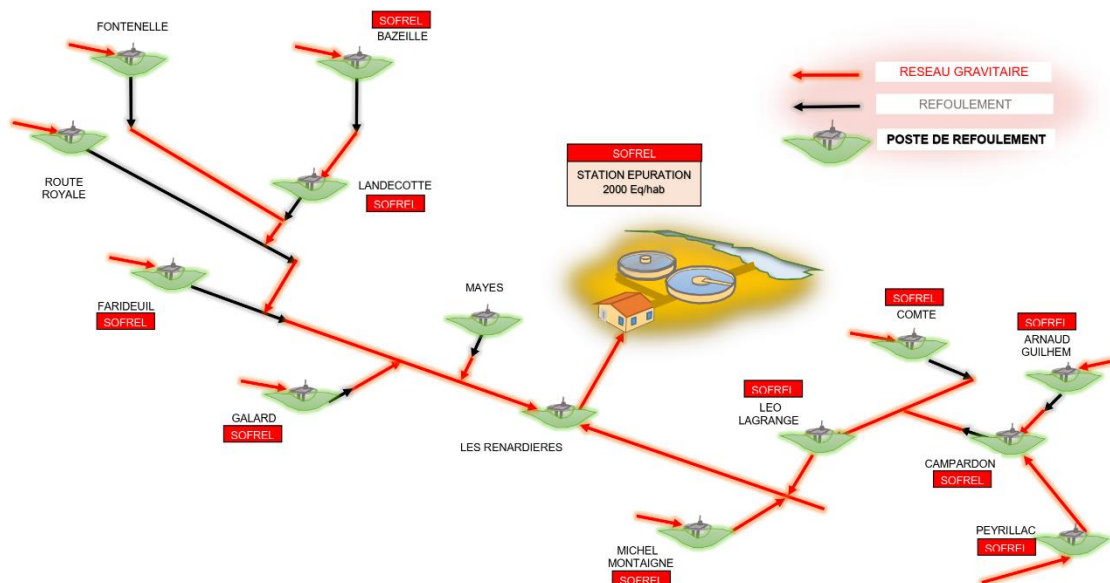 FONTENELLE
SOFREL
BAZEILLE
RESEAU GRAVITAIRE
REFOULEMENT
POSTE DE REFOULEMENT
ROUTE
ROYALE
LANDECOTTE
SOFREL
SOFREL
STATION EPURATION
2000 Eq/hab
FARIDEUIL
SOFREL
MAYES
SOFREL
COMTE
SOFREL
ARNAUD
GUILHEM
GALARD
SOFREL
LES RENARDIERES
SOFREL
LEO
LAGRANGE
CAMPARDON
SOFREL
MICHEL
MONTAIGNE
SOFREL
PEYRILLAC
SOFREL